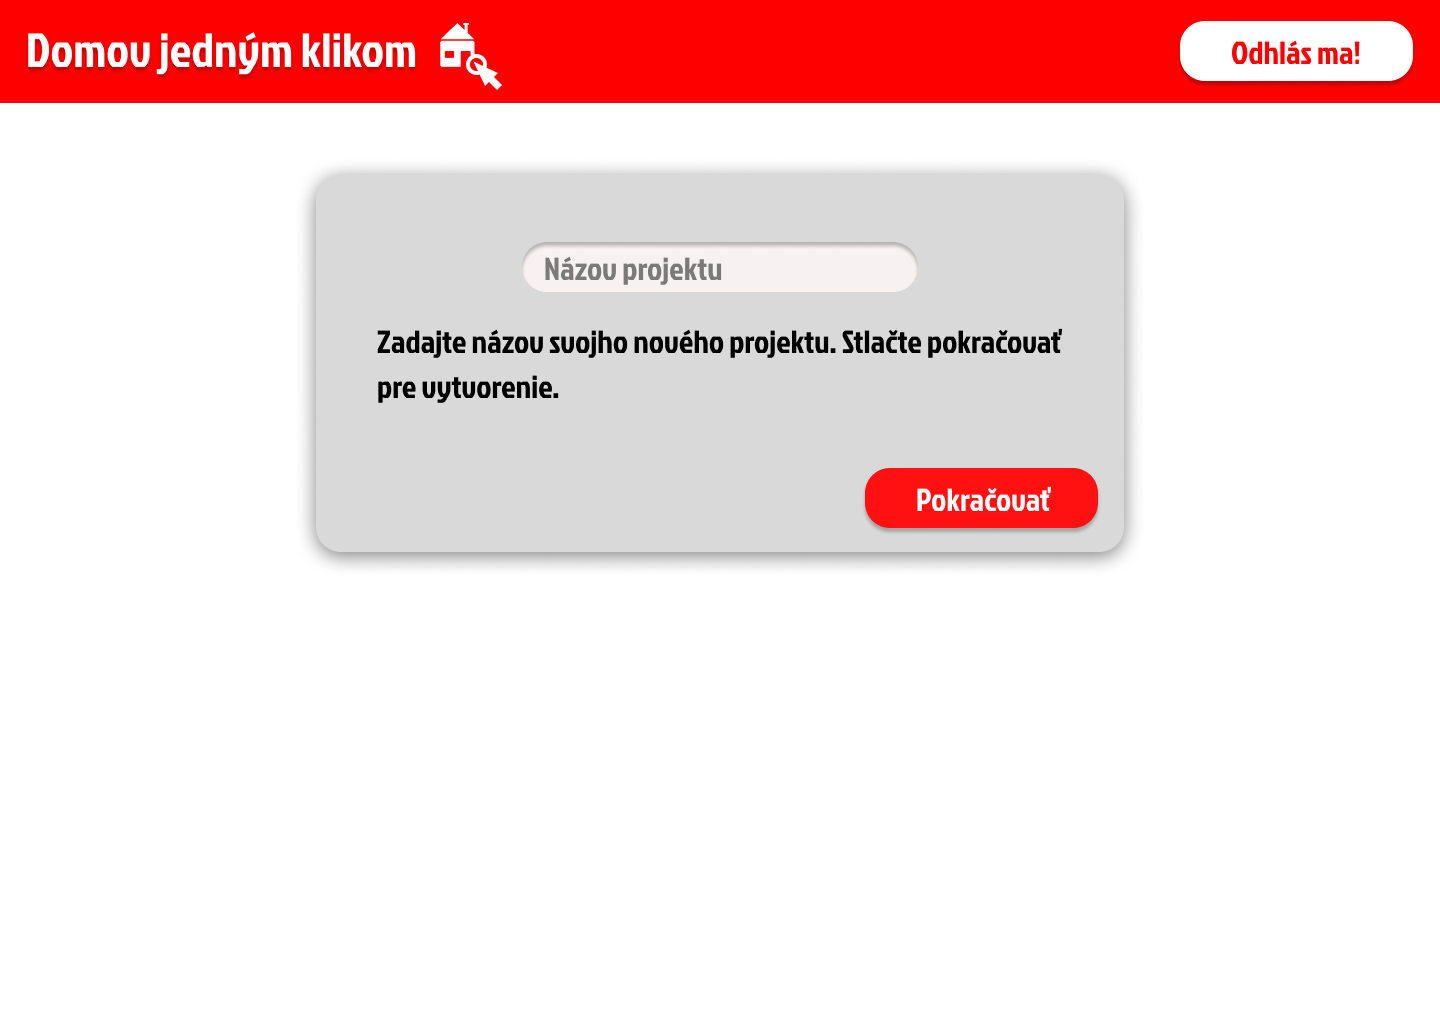 Domov jedným klikom
Odhlás ma!
Názov projektu
Zadajte názov svojho nového projektu. Stlačte pokračovať
pre vytvorenie.
Pokračovať